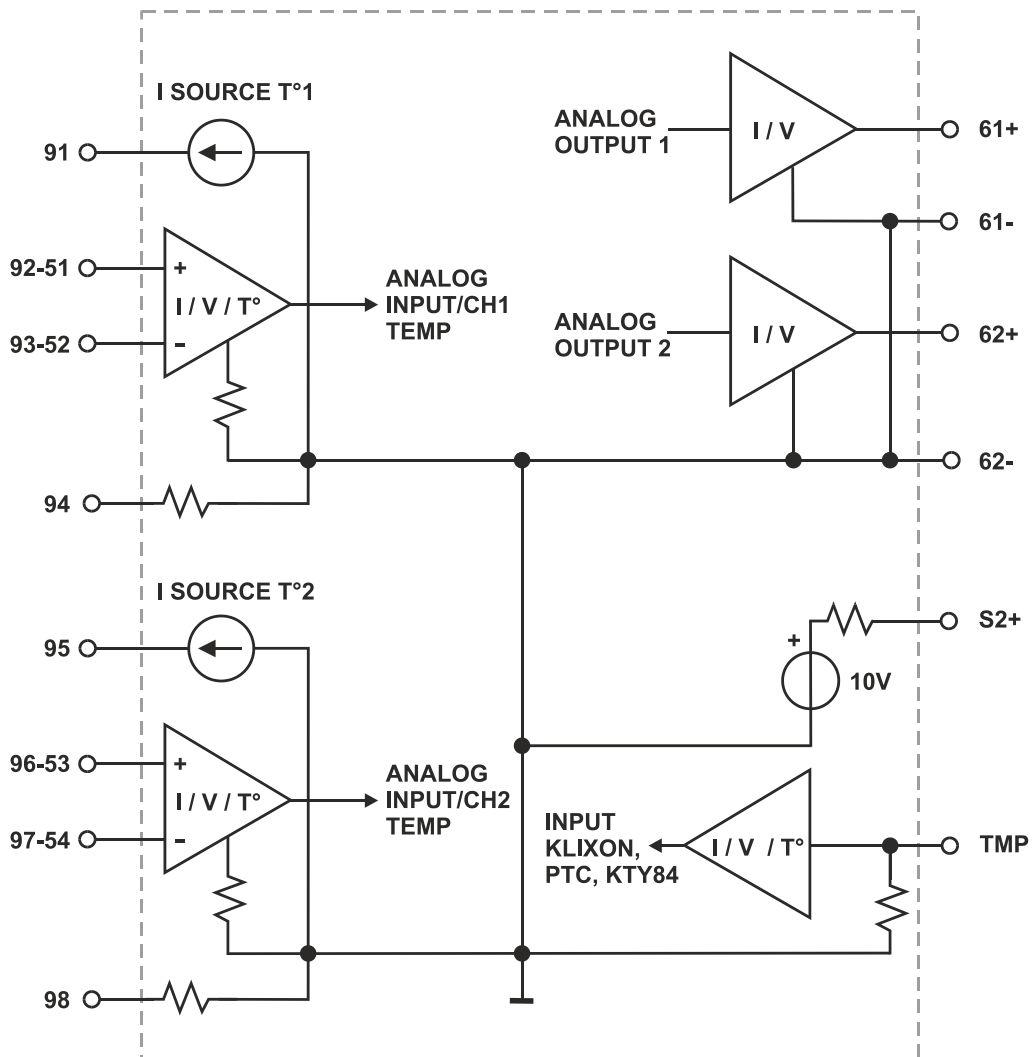 I SOURCE T°1
91
92-51
+
I / V / T°
93-52
-
ANALOG
INPUT/CH1
TEMP
94
ANALOG
OUTPUT 1
I / V
61+
61-
ANALOG
OUTPUT 2
I / V
62+
62-
I SOURCE T°2
95
96-53
+
I / V / T°
97-54
-
ANALOG
INPUT/CH2
TEMP
98
S2+
+
10V
INPUT
KLIXON,
PTC, KTY84
I / V / T°
TMP